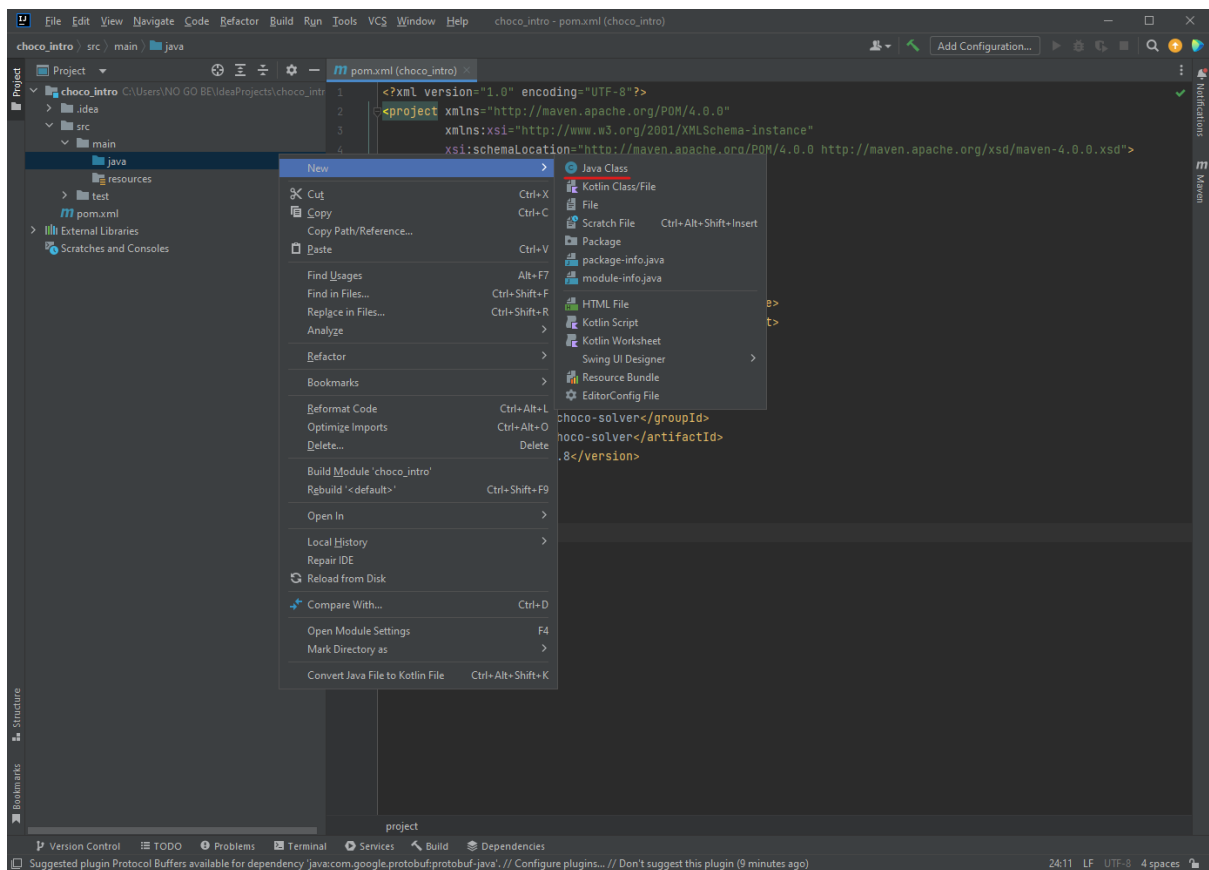 File Edit View Navigate Code Refactor Build Run Tools VCS Window Help choco_intro - pom.xml (choco_intro)
choco_intro src main java Add Configuration...
Project
Project
pom.xml (choco_intro)
choco_intro C:\Users\NO GO BE\IdeaProjects\choco_intr
.idea
src
main
java
resources
test
pom.xml
External Libraries
Scratches and Consoles
1 <?xml version="1.0" encoding="UTF-8"?>
2 <project xmlns="http://maven.apache.org/POM/4.0.0"
3 xmlns:xsi="http://www.w3.org/2001/XMLSchema-instance"
4 xsi:schemaLocation="http://maven.apache.org/POM/4.0.0 http://maven.apache.org/xsd/maven-4.0.0.xsd">
New
Cut Ctrl+X
Copy Ctrl+C
Copy Path/Reference...
Paste Ctrl+V
Find Usages Alt+F7
Find in Files... Ctrl+Shift+F
Replace in Files... Ctrl+Shift+R
Analyze
Refactor
Bookmarks
Reformat Code Ctrl+Alt+L
Optimize Imports Ctrl+Alt+O
Delete... Delete
Build Module 'choco_intro'
Rebuild '<default>' Ctrl+Shift+F9
Open In
Local History
Repair IDE
Reload from Disk
Compare With... Ctrl+D
Open Module Settings F4
Mark Directory as
Convert Java File to Kotlin File Ctrl+Alt+Shift+K
Java Class
Kotlin Class/File
File
Scratch File Ctrl+Alt+Shift+Insert
Package
package-info.java
module-info.java
HTML File
Kotlin Script
Kotlin Worksheet
Swing UI Designer
Resource Bundle
EditorConfig File
e>
t>
choco-solver</groupId>
hoco-solver</artifactId>
.8</version>
Notifications
Maven
Structure
Bookmarks
project
Version Control TODO Problems Terminal Services Build Dependencies
Suggested plugin Protocol Buffers available for dependency 'java:com.google.protobuf:protobuf-java'. // Configure plugins... // Don't suggest this plugin (9 minutes ago) 24:11 LF UTF-8 4 spaces